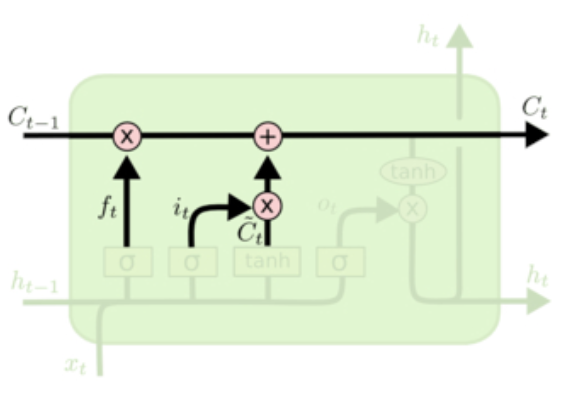 h_t
C_{t-1} × + C_t
tanh
f_t i_t × o_t ×
C̃_t
σ σ tanh σ
h_{t-1} h_t
x_t